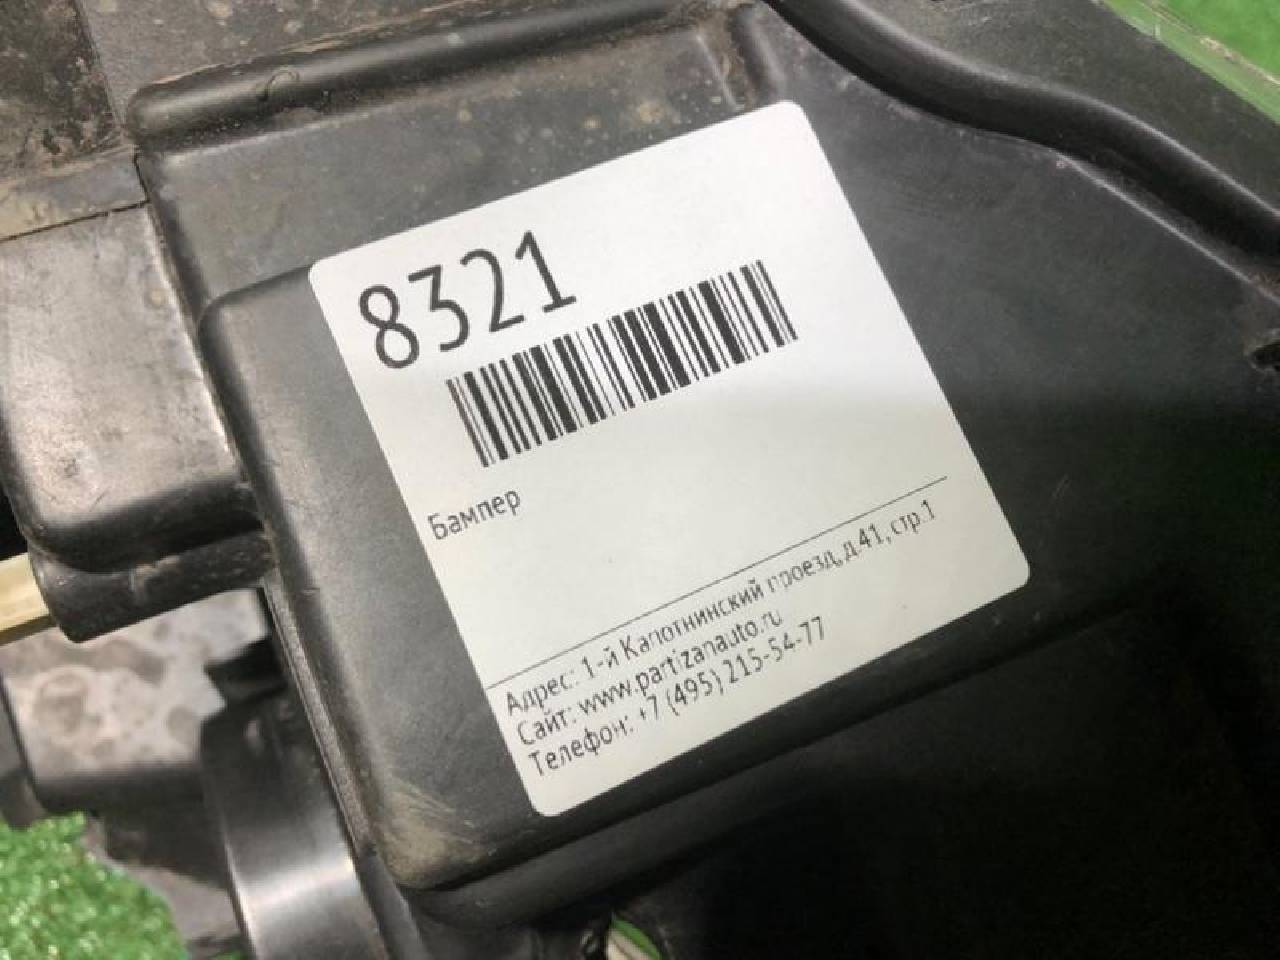 8321
Бампер
Адрес: 1-й Капотнинский проезд,д.41,стр.1
Сайт: www.partizanauto.ru
Телефон: +7 (495) 215-54-77